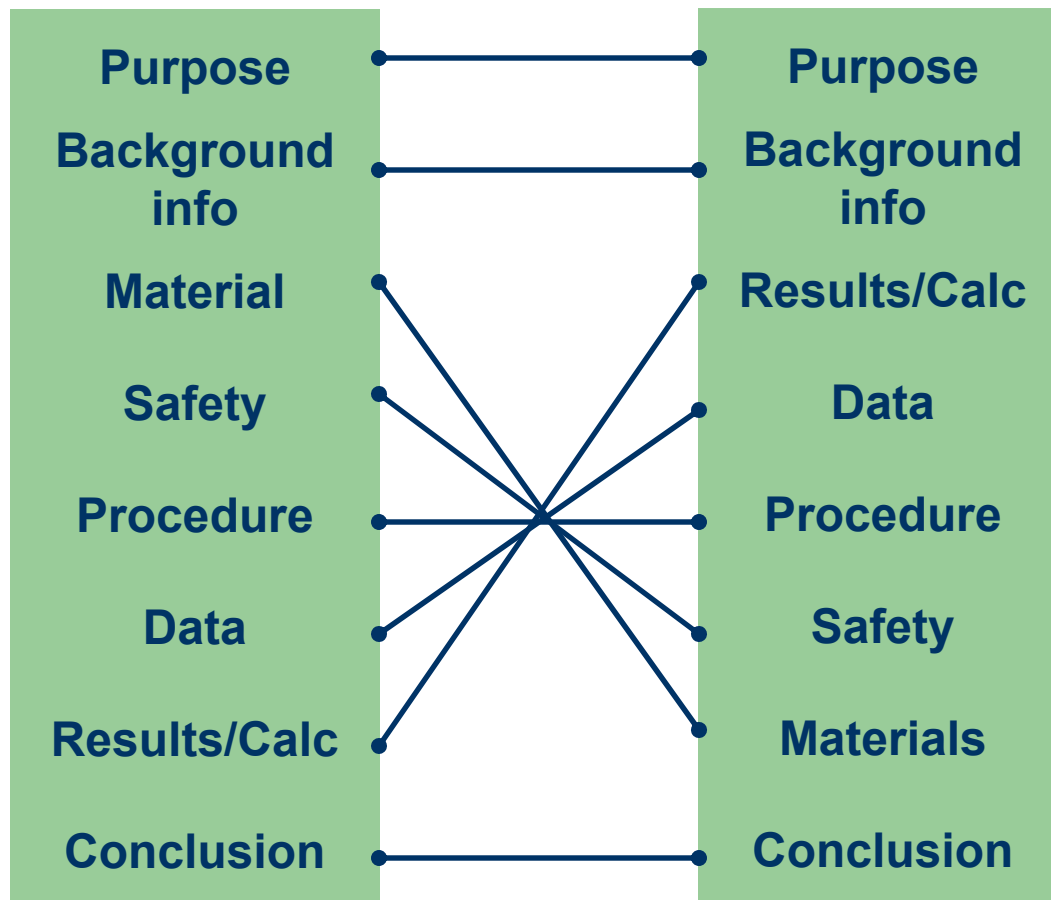 Purpose
Background
info
Material
Safety
Procedure
Data
Results/Calc
Conclusion
Purpose
Background
info
Results/Calc
Data
Procedure
Safety
Materials
Conclusion